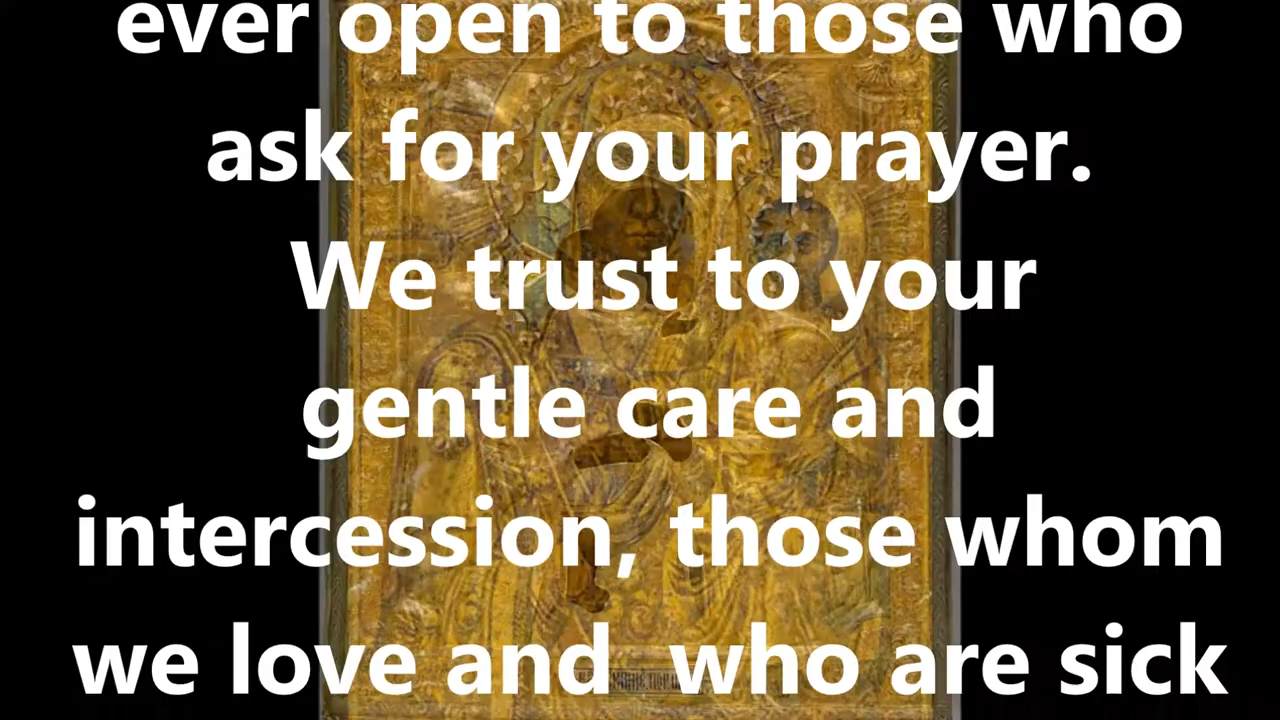 ever open to those who
ask for your prayer.
We trust to your
gentle care and
intercession, those whom
we love and who are sick